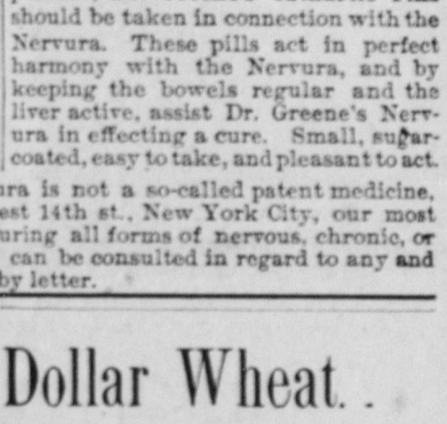 should be taken in connection with the
Nervura. These pills act in perfect
harmony with the Nervura, and by
keeping the bowels regular and the
liver active, assist Dr. Greene's Nerv-
ura in effecting a cure. Small, sugar-
coated, easy to take, and pleasant to act.
ura is not a so-called patent medicine,
est 14th st., New York City, our most
uring all forms of nervous, chronic, or
can be consulted in regard to any and
by letter.
Dollar Wheat. .